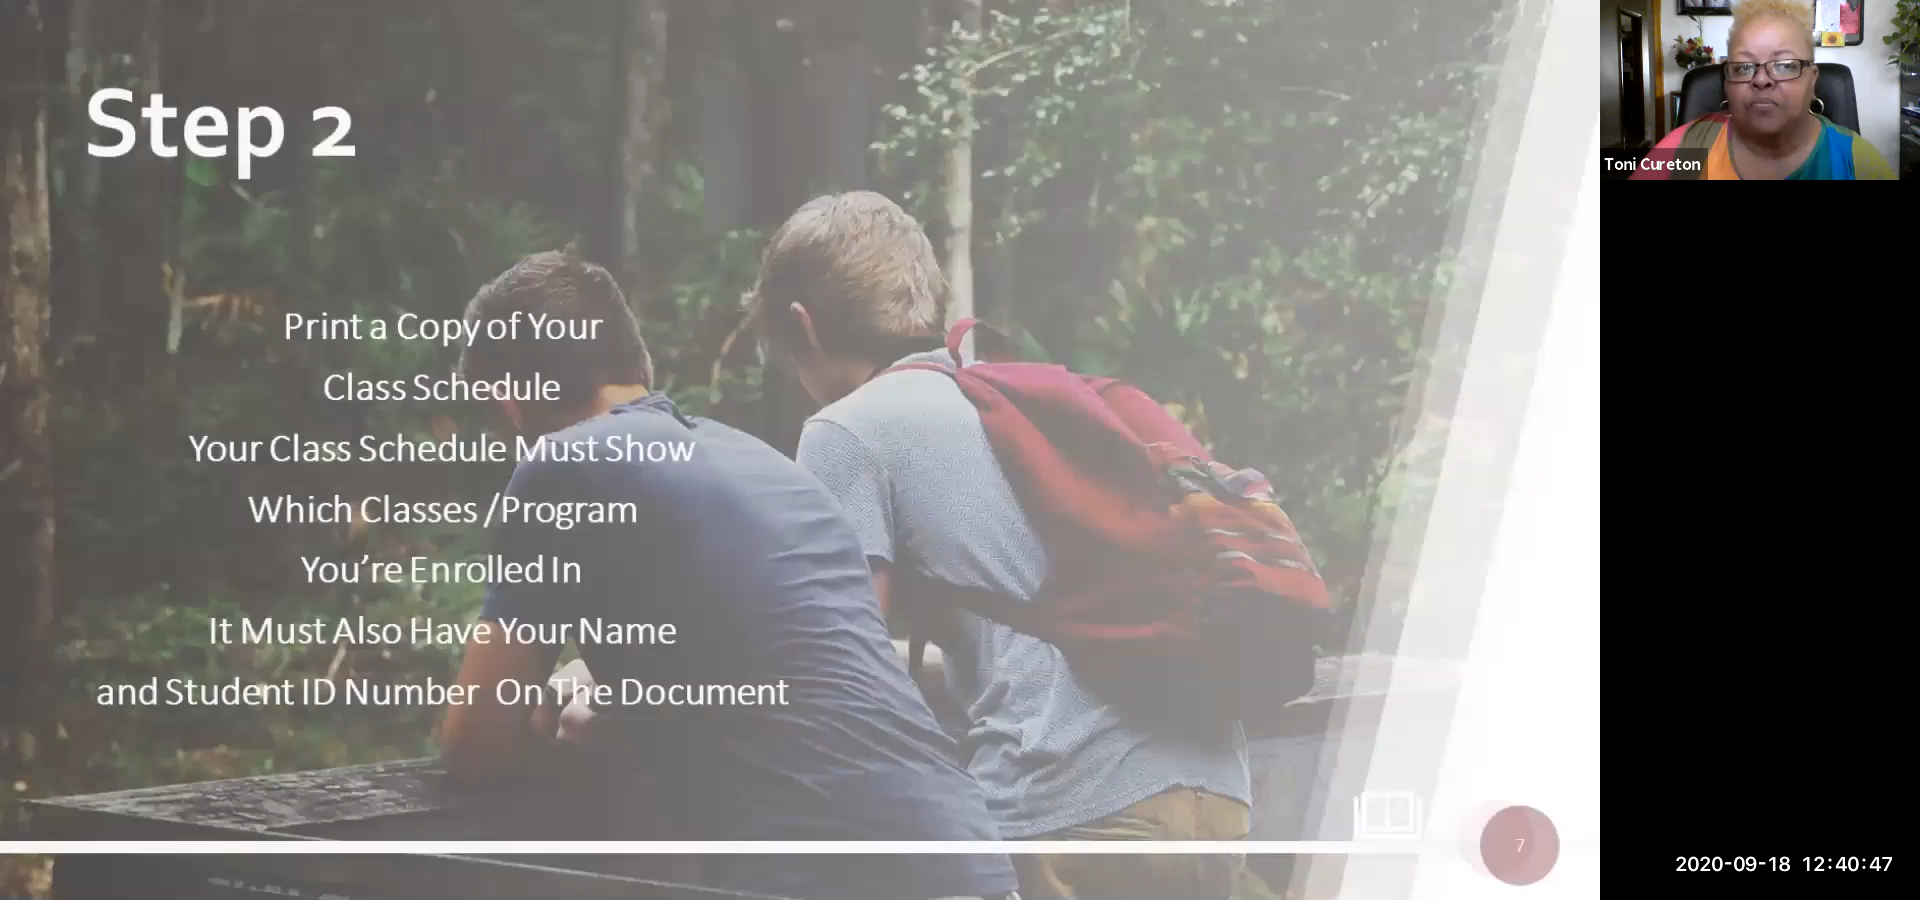 Step 2
Print a Copy of Your
Class Schedule
Your Class Schedule Must Show
Which Classes /Program
You’re Enrolled In
It Must Also Have Your Name
and Student ID Number On The Document
7
Toni Cureton
2020-09-18 12:40:47